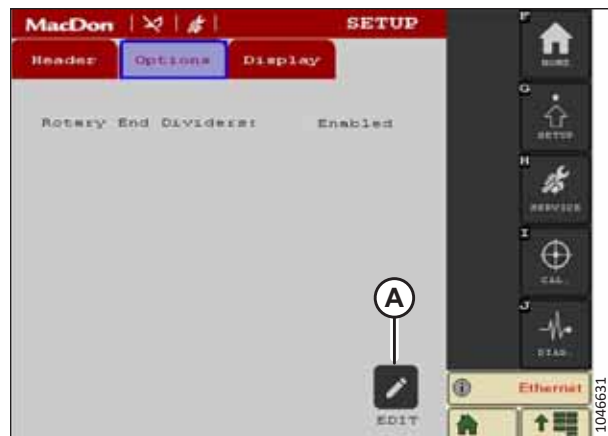 MacDon SETUP
Header Options Display
Rotary End Dividers: Enabled
A
EDIT
F
HOME
G
SETUP
H
SERVICE
I
CAL.
J
DIAG.
Ethernet
1046631